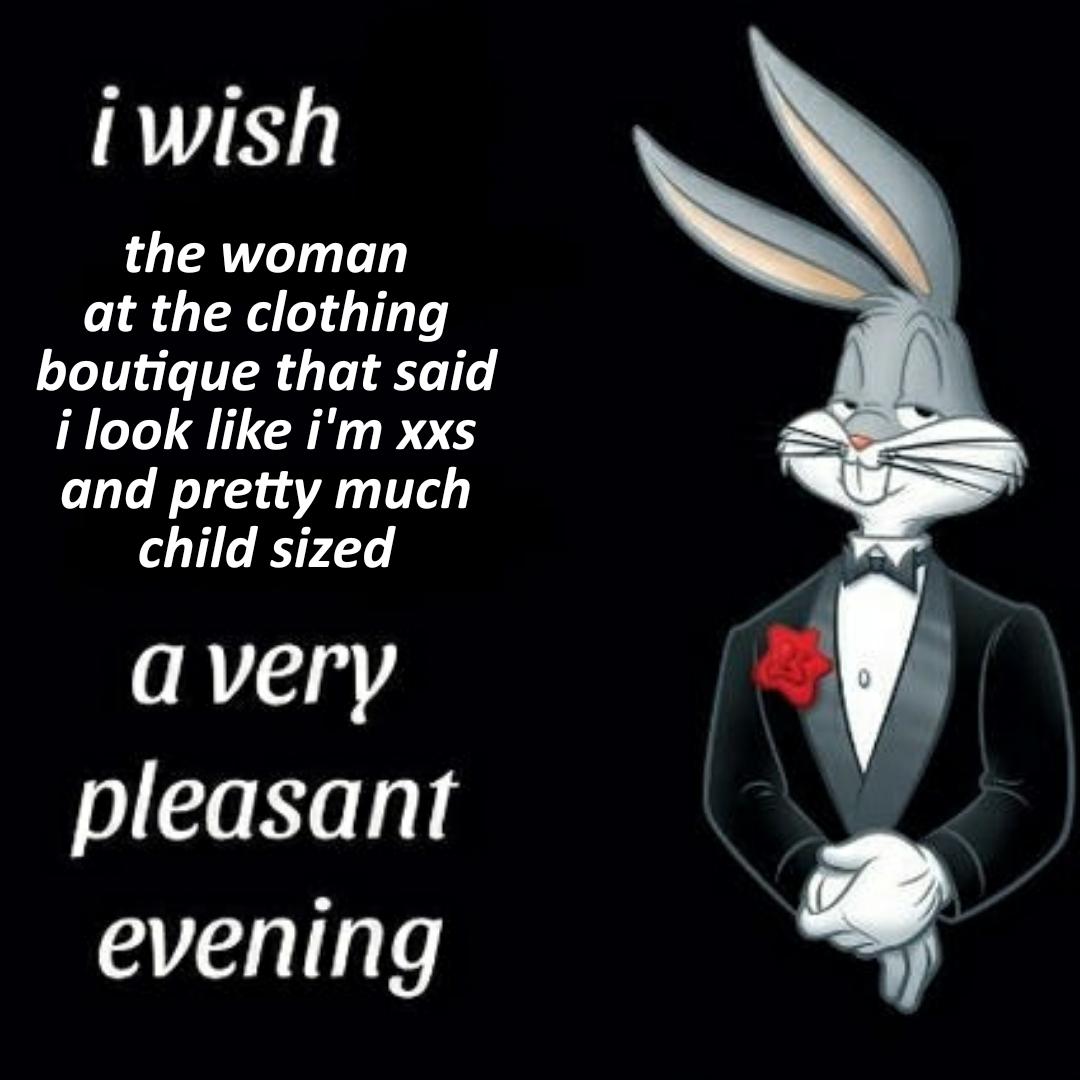 i wish
the woman
at the clothing
boutique that said
i look like i'm xxs
and pretty much
child sized
a very
pleasant
evening